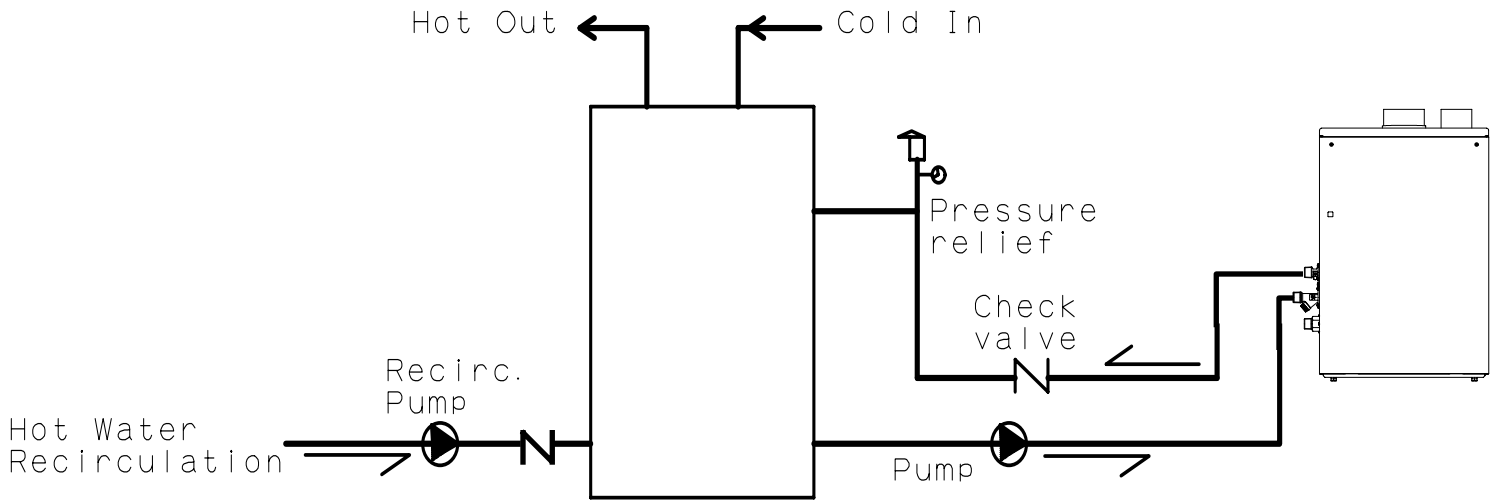 Hot Out
Cold In
Pressure
relief
Check
valve
Recirc.
Pump
Hot Water
Recirculation
Pump